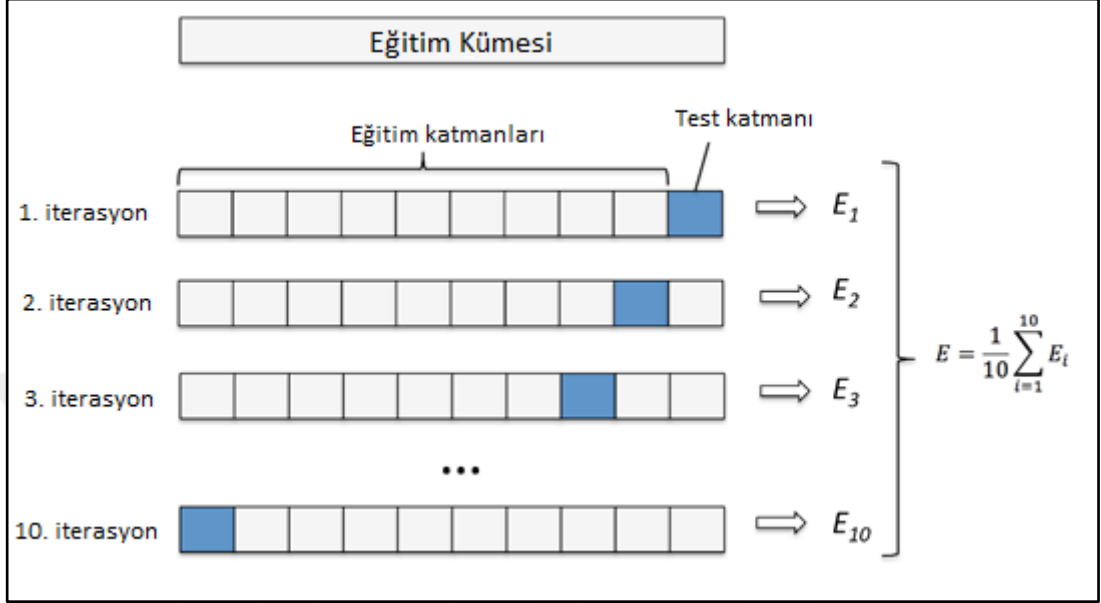 Eğitim Kümesi
Test katmanı
Eğitim katmanları
1. iterasyon
E₁
2. iterasyon
E₂
E = 1/10 ∑_{i=1}^{10} Eᵢ
3. iterasyon
E₃
...
10. iterasyon
E₁₀